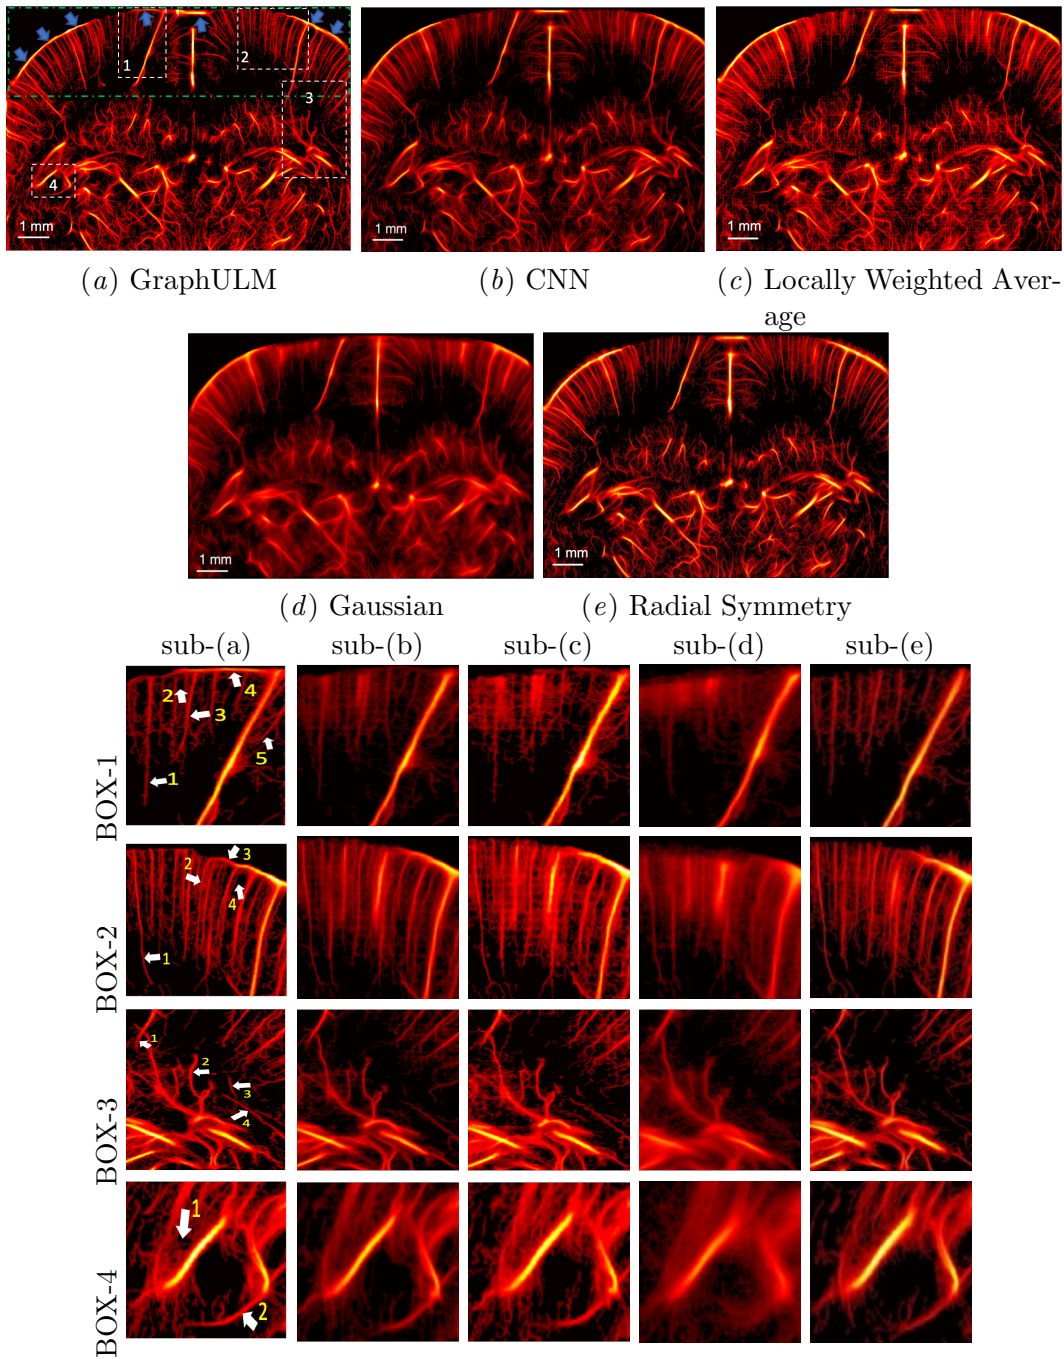 1
2
3
4
1 mm
1 mm
1 mm
(a) GraphULM
(b) CNN
(c) Locally Weighted Aver-
age
1 mm
1 mm
(d) Gaussian
(e) Radial Symmetry
sub-(a)
sub-(b)
sub-(c)
sub-(d)
sub-(e)
BOX-1
2
4
3
5
1
BOX-2
3
2
4
1
BOX-3
1
2
3
4
BOX-4
1
2